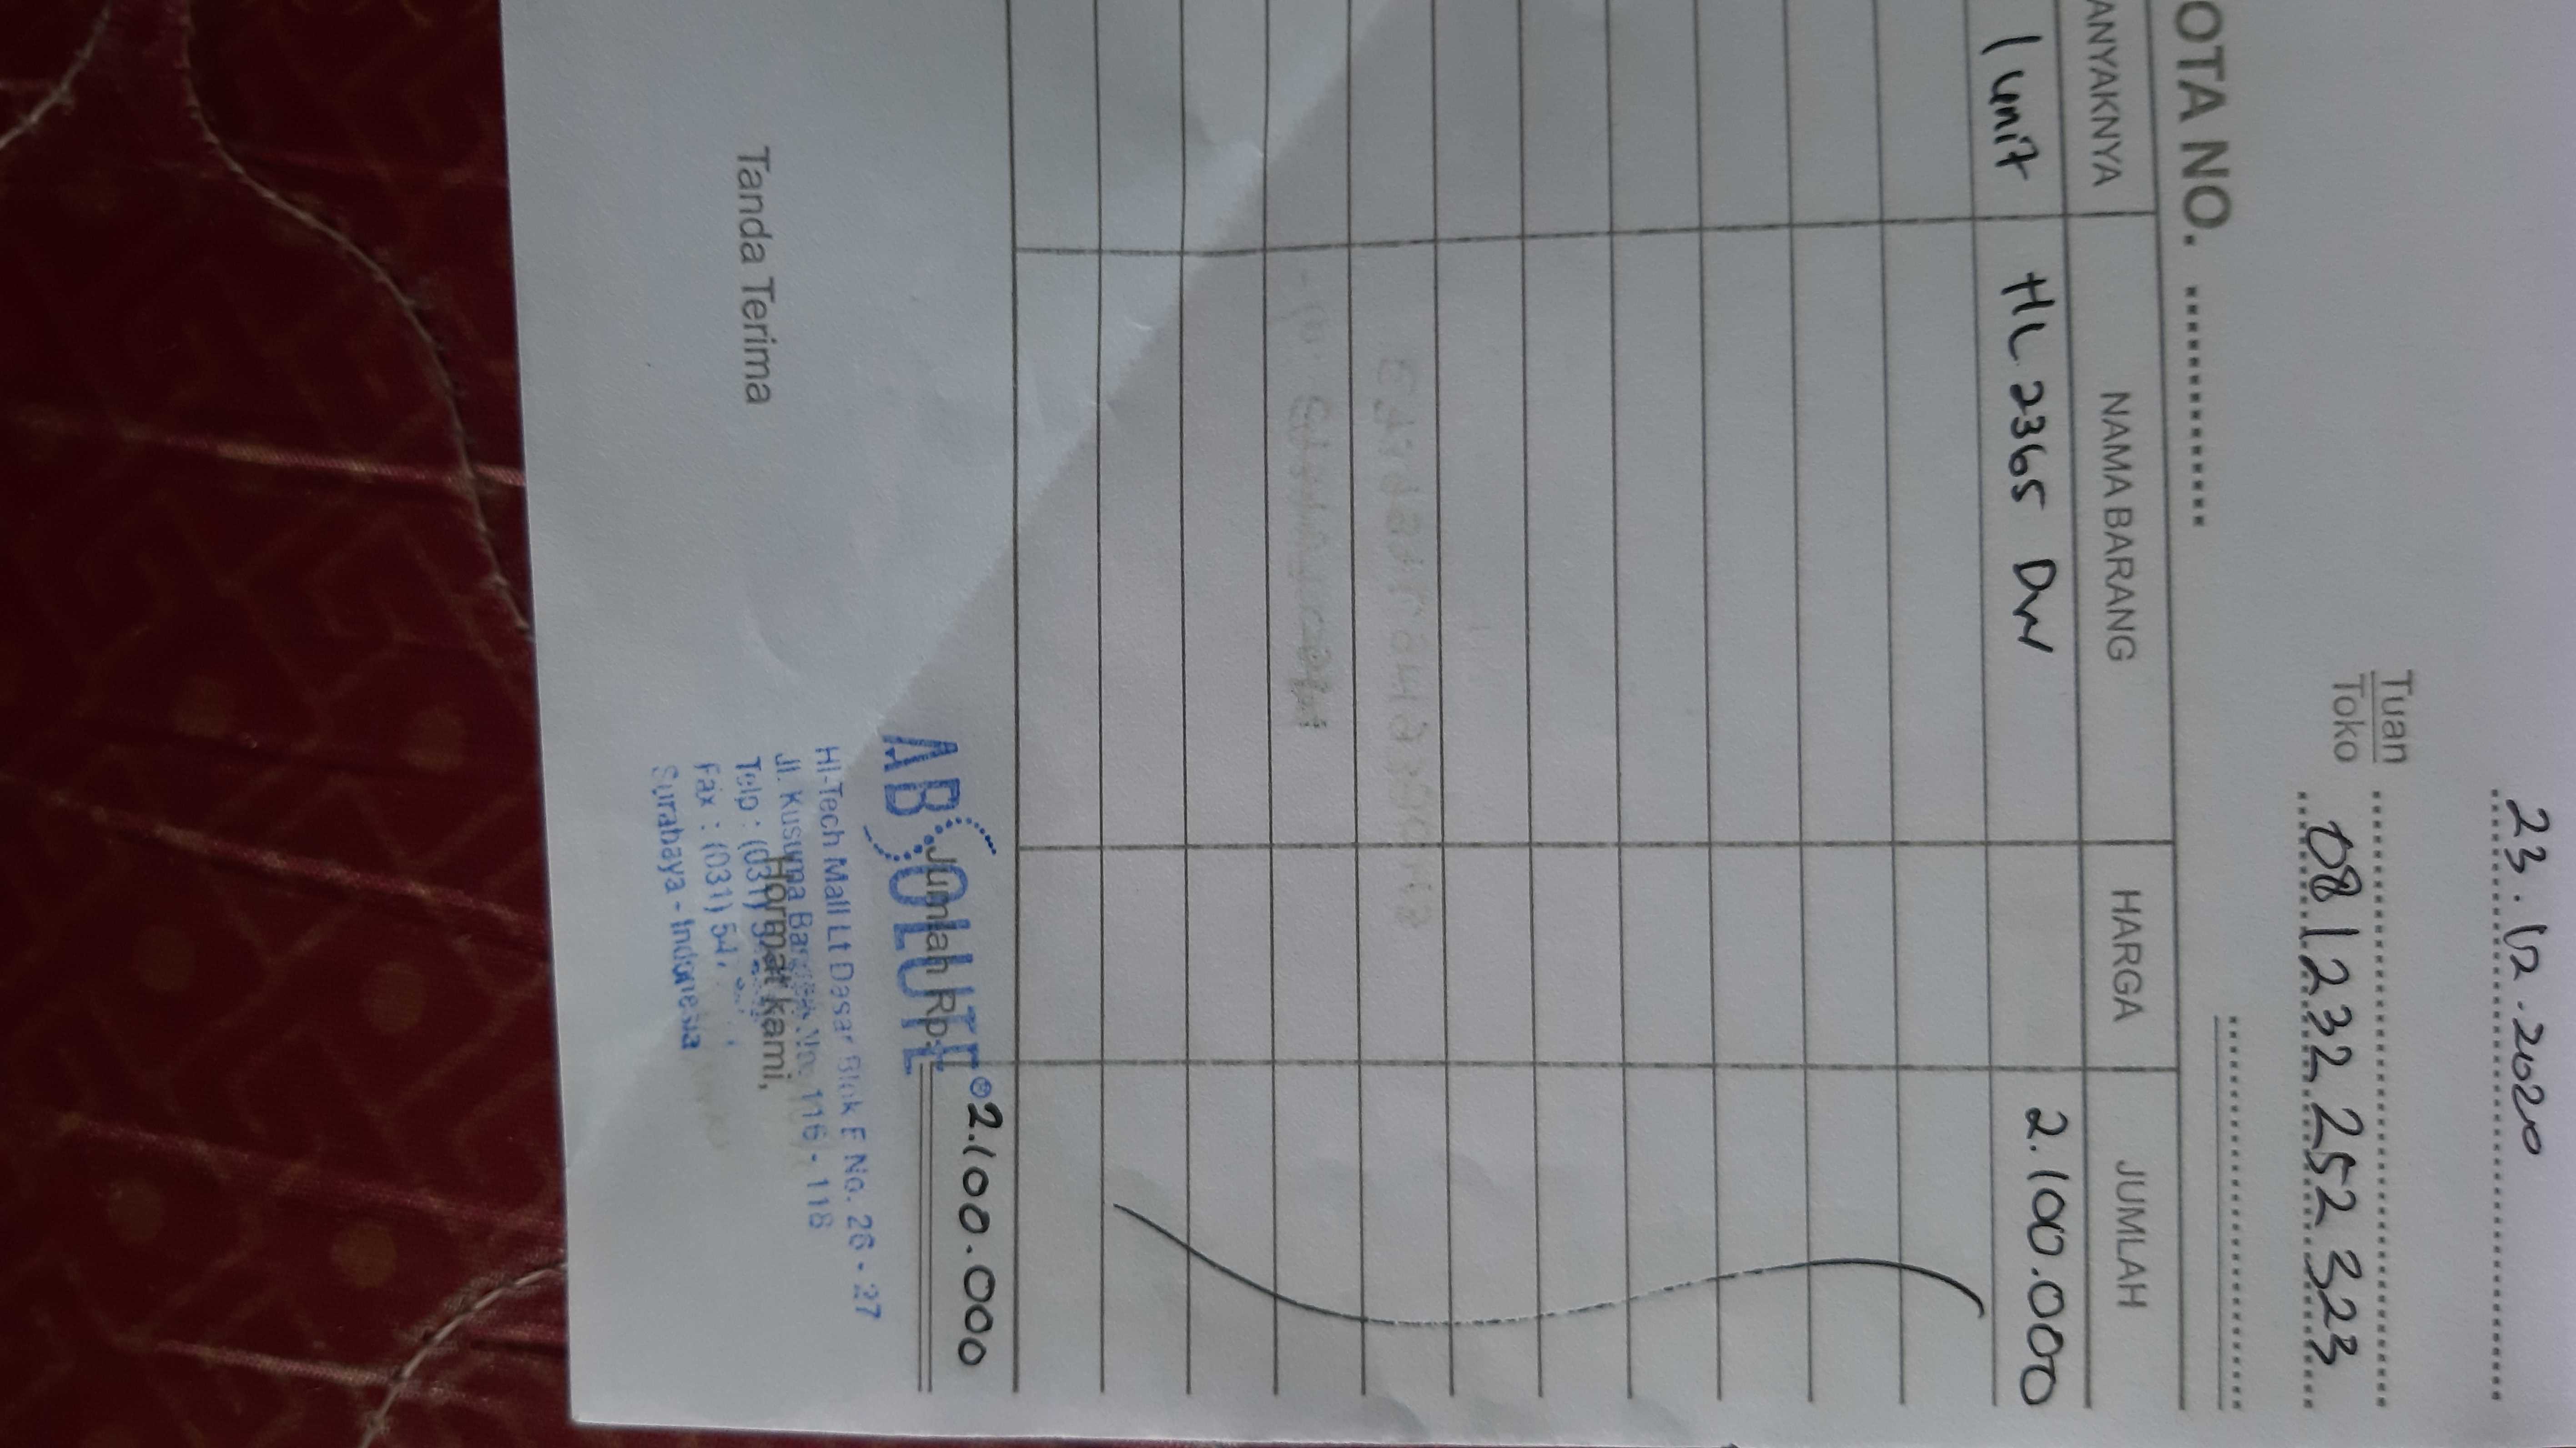 23.12.2020
Tuan
Toko 081232252323
OTA NO.
ANYAKNYA NAMA BARANG HARGA JUMLAH
1 unit HL 2365 DW 2.100.000
Jumlah Rp. 2.100.000
ABSOLUTE®
Hi-Tech Mall Lt Dasar Blok E No. 26 - 27
Jl. Kusuma Bangsa No. 116 - 118
Tanda Terima Hormat kami,
Telp : (031)
Fax : (031)
Surabaya - Indonesia